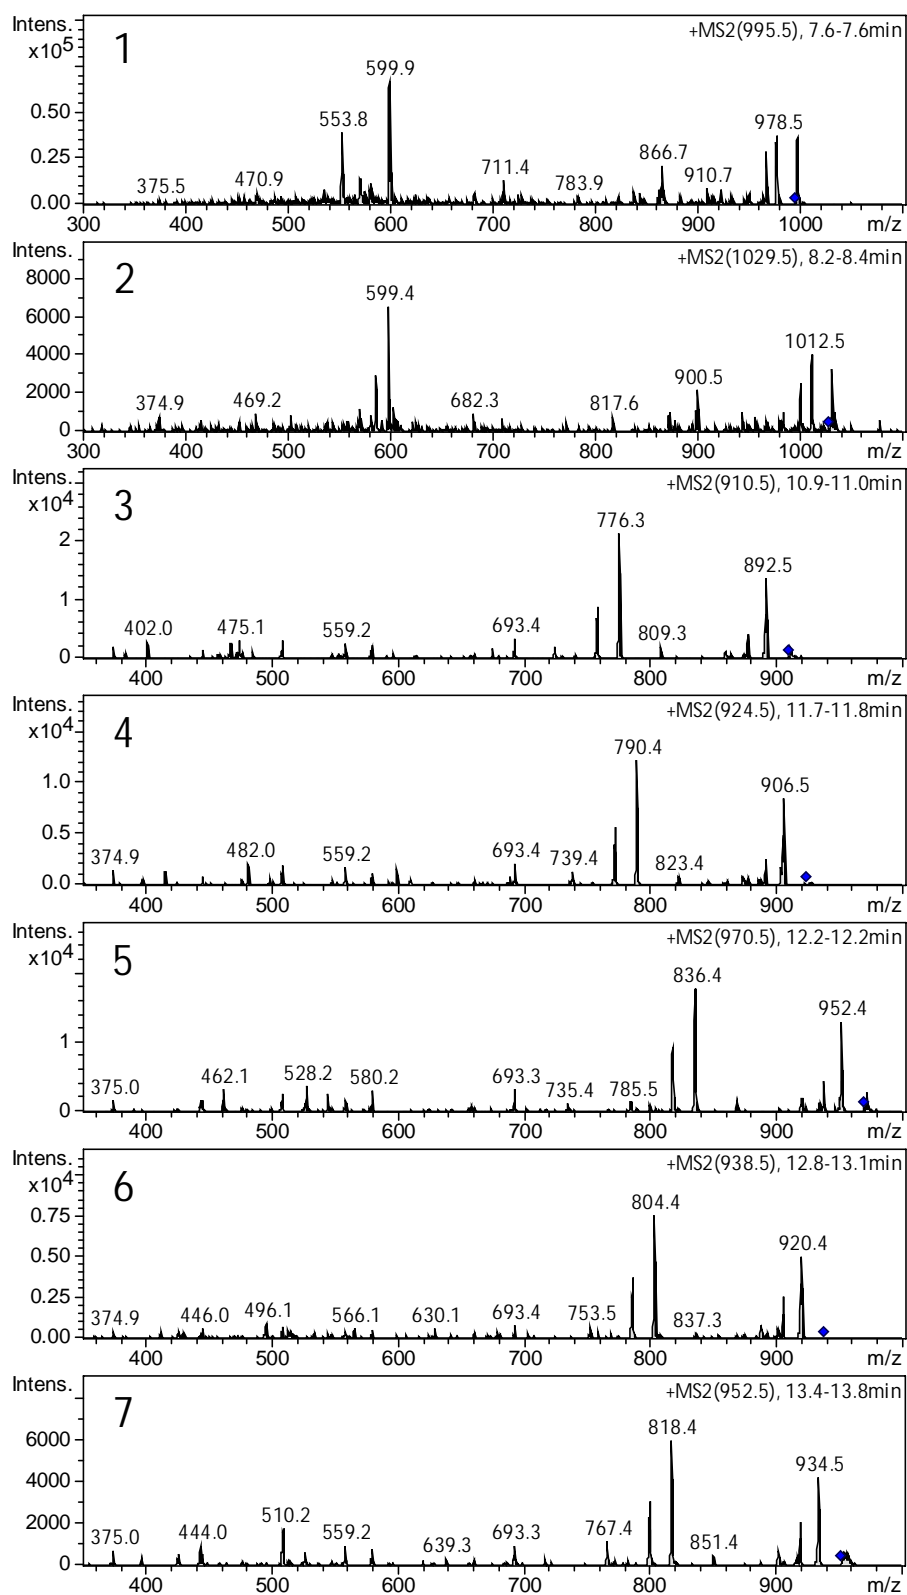 Intens.
x10⁵
1
+MS2(995.5), 7.6-7.6min
599.9
553.8
978.5
0.50
866.7
0.25
711.4
910.7
470.9
783.9
375.5
0.00
300 400 500 600 700 800 900 1000 m/z
Intens.
2
+MS2(1029.5), 8.2-8.4min
8000
599.4
6000
1012.5
4000
900.5
2000
374.9 469.2 682.3 817.6
0
300 400 500 600 700 800 900 1000 m/z
Intens.
x10⁴
3
+MS2(910.5), 10.9-11.0min
776.3
2
892.5
1
402.0 475.1 559.2 693.4 809.3
0
400 500 600 700 800 900 m/z
Intens.
x10⁴
4
+MS2(924.5), 11.7-11.8min
790.4
1.0
906.5
0.5
374.9 482.0 559.2 693.4 739.4 823.4
0.0
400 500 600 700 800 900 m/z
Intens.
x10⁴
5
+MS2(970.5), 12.2-12.2min
836.4
952.4
1
375.0 462.1 528.2 580.2 693.3 735.4 785.5
0
400 500 600 700 800 900 m/z
Intens.
x10⁴
6
+MS2(938.5), 12.8-13.1min
804.4
0.75
920.4
0.50
0.25
374.9 446.0 496.1 566.1 630.1 693.4 753.5 837.3
0.00
400 500 600 700 800 900 m/z
Intens.
7
+MS2(952.5), 13.4-13.8min
818.4
6000
934.5
4000
510.2
2000
375.0 444.0 559.2 639.3 693.3 767.4 851.4
0
400 500 600 700 800 900 m/z